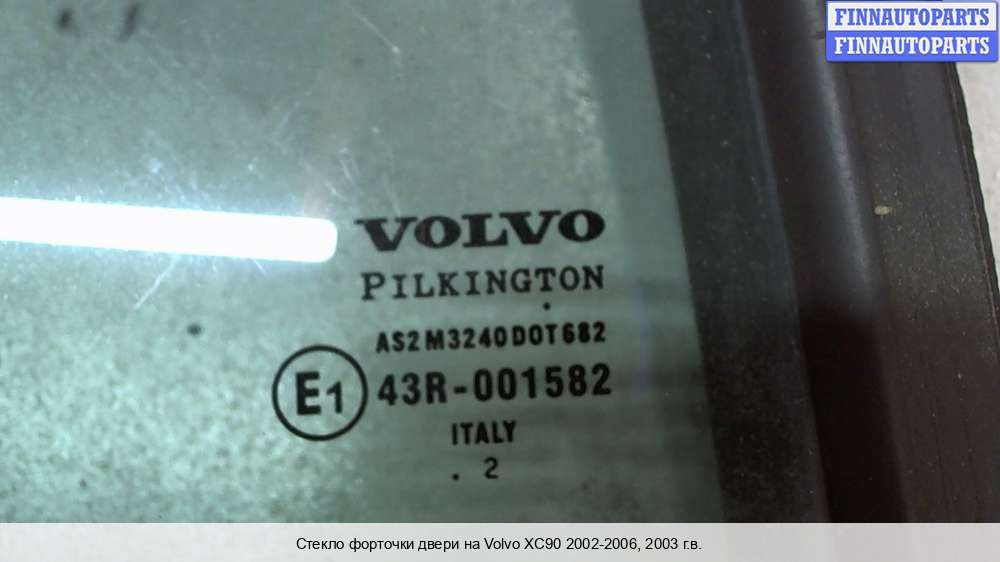 FINNAUTOPARTS
FINNAUTOPARTS
VOLVO
PILKINGTON
AS2M3240DOT682
E1 43R-001582
ITALY
. 2
Стекло форточки двери на Volvo XC90 2002-2006, 2003 г.в.